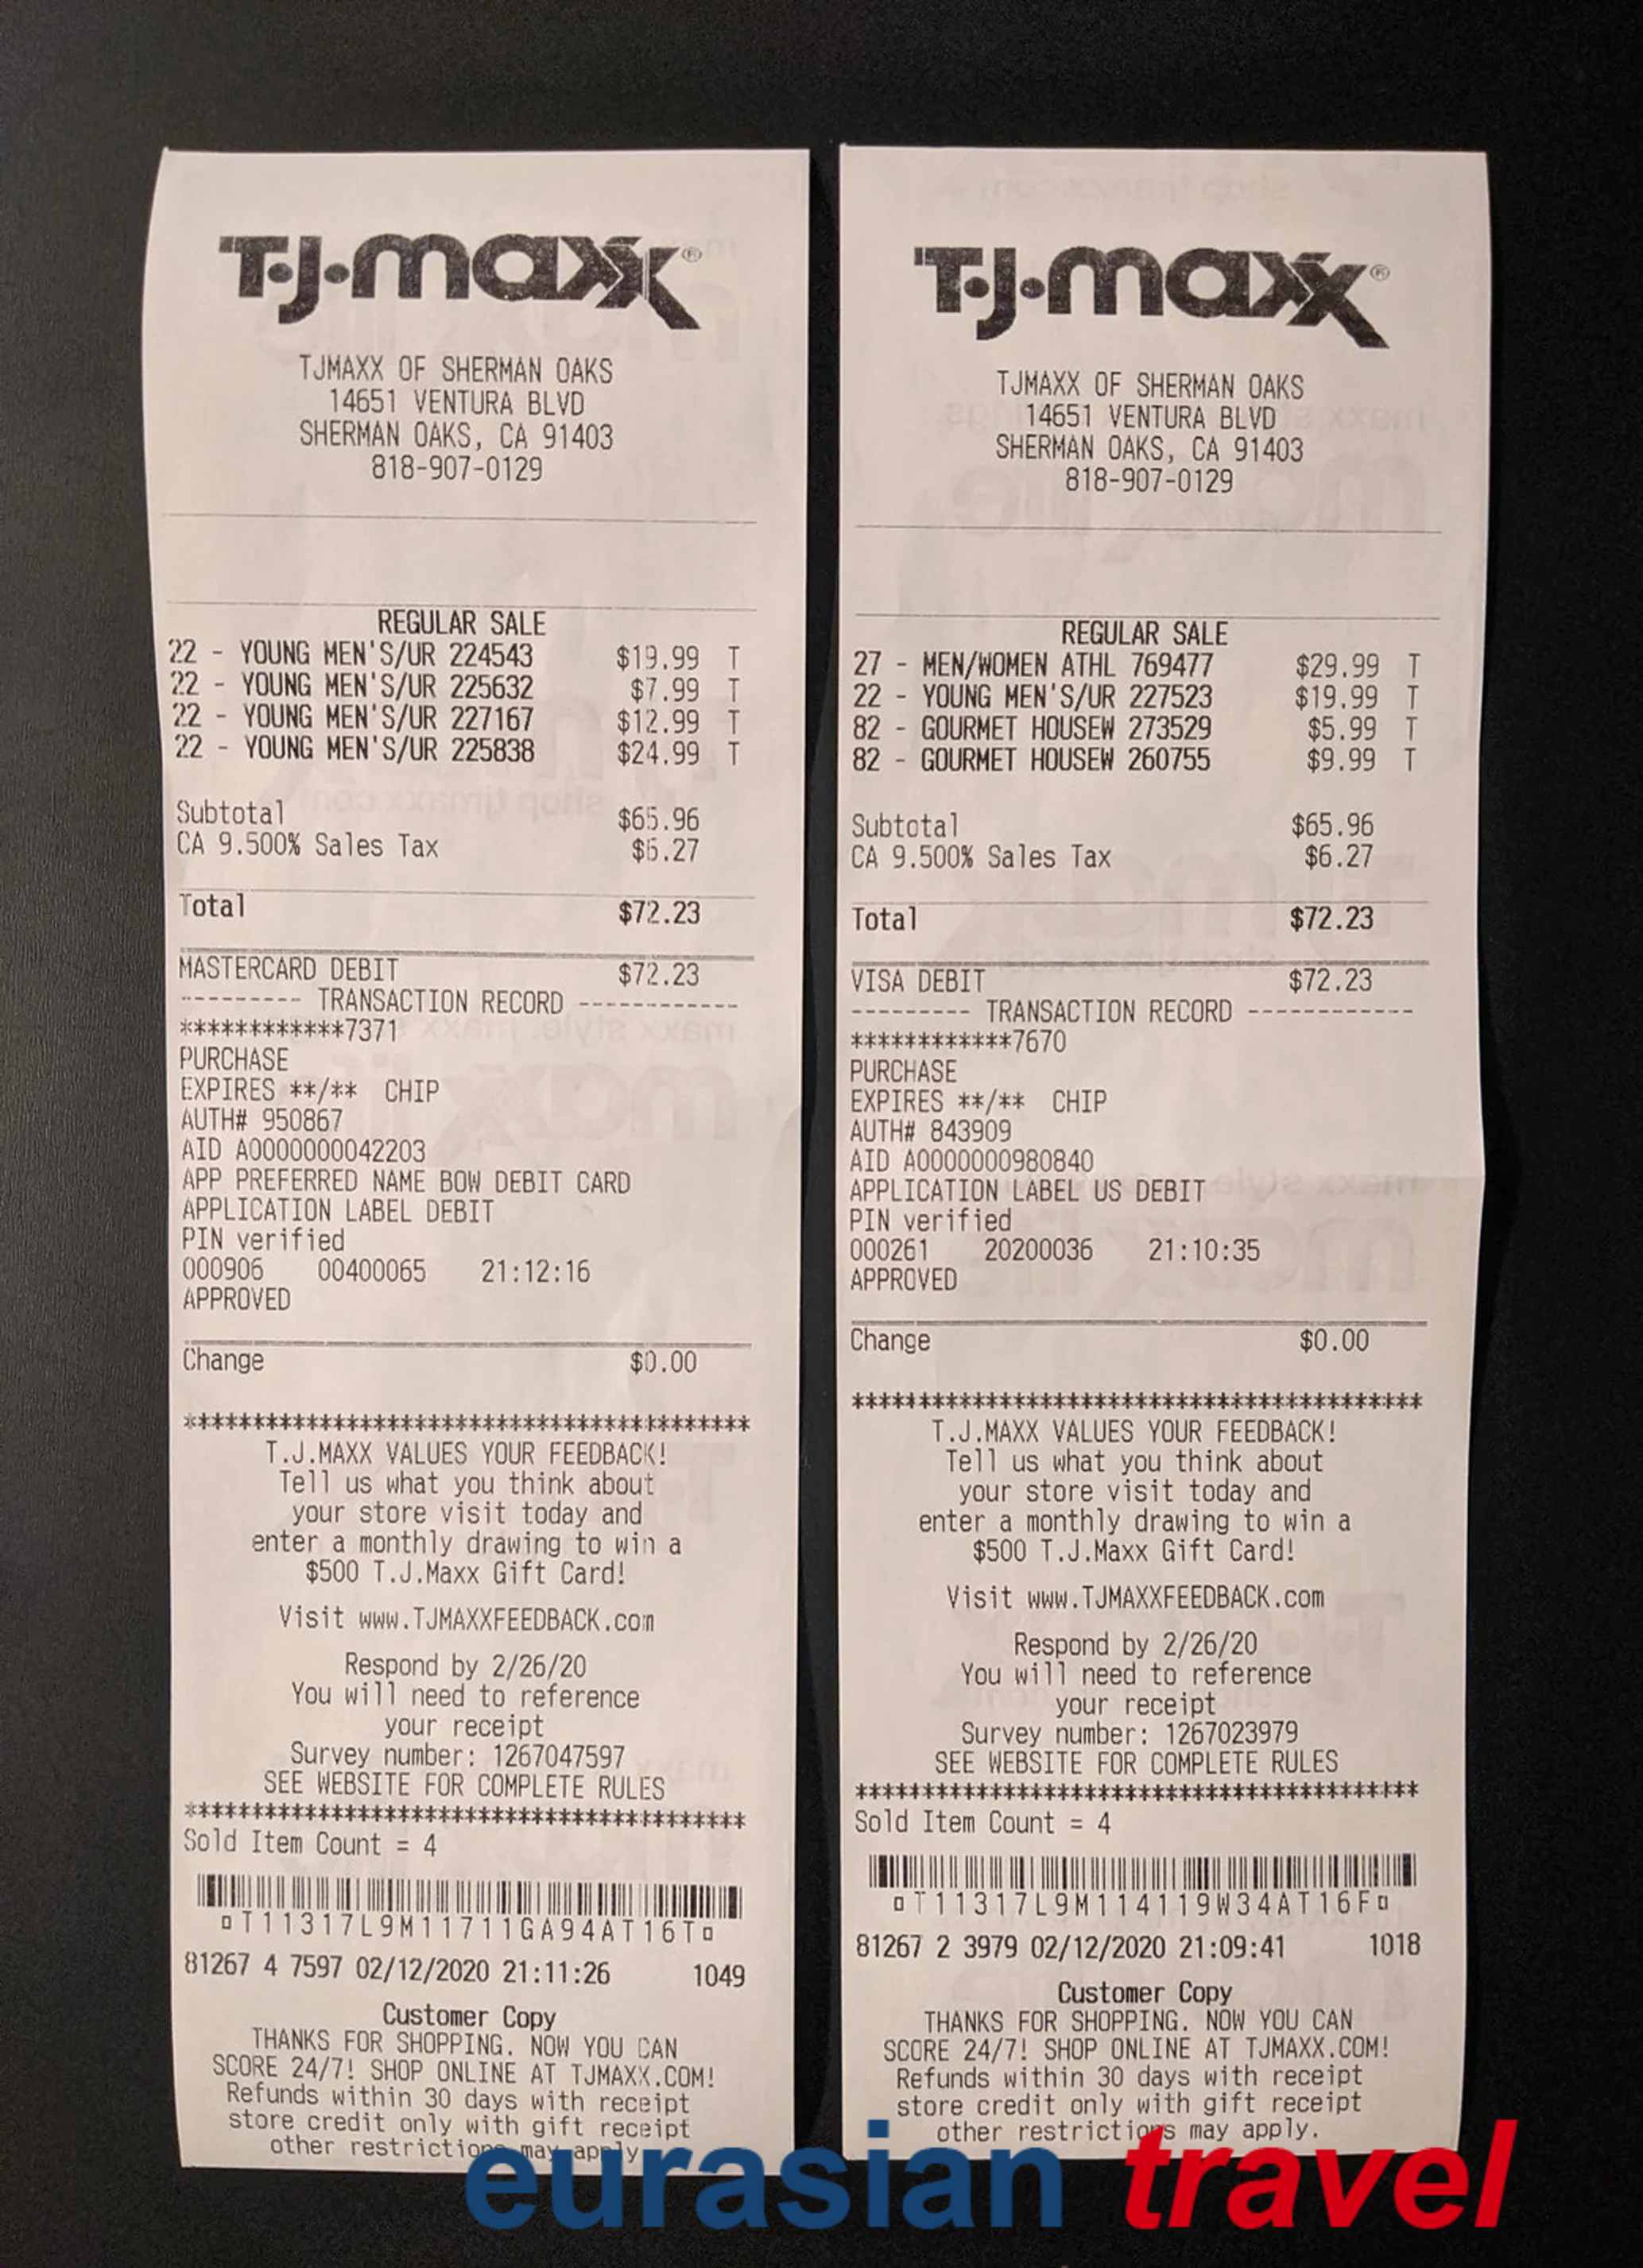 T·J·maxx®
TJMAXX OF SHERMAN OAKS
14651 VENTURA BLVD
SHERMAN OAKS, CA 91403
818-907-0129
REGULAR SALE
22 - YOUNG MEN'S/UR 224543 $19.99 T
22 - YOUNG MEN'S/UR 225632 $7.99 T
22 - YOUNG MEN'S/UR 227167 $12.99 T
22 - YOUNG MEN'S/UR 225838 $24.99 T
Subtotal $65.96
CA 9.500% Sales Tax $6.27
Total $72.23
MASTERCARD DEBIT $72.23
--------- TRANSACTION RECORD ------------
************7371
PURCHASE
EXPIRES **/** CHIP
AUTH# 950867
AID A0000000042203
APP PREFERRED NAME BOW DEBIT CARD
APPLICATION LABEL DEBIT
PIN verified
000906 00400065 21:12:16
APPROVED
Change $0.00
******************************************
T.J.MAXX VALUES YOUR FEEDBACK!
Tell us what you think about
your store visit today and
enter a monthly drawing to win a
$500 T.J.Maxx Gift Card!
Visit www.TJMAXXFEEDBACK.com
Respond by 2/26/20
You will need to reference
your receipt
Survey number: 1267047597
SEE WEBSITE FOR COMPLETE RULES
******************************************
Sold Item Count = 4
¤T11317L9M11711GA94AT16T¤
81267 4 7597 02/12/2020 21:11:26 1049
Customer Copy
THANKS FOR SHOPPING. NOW YOU CAN
SCORE 24/7! SHOP ONLINE AT TJMAXX.COM!
Refunds within 30 days with receipt
store credit only with gift receipt
other restrictions may apply
T·J·maxx®
TJMAXX OF SHERMAN OAKS
14651 VENTURA BLVD
SHERMAN OAKS, CA 91403
818-907-0129
REGULAR SALE
27 - MEN/WOMEN ATHL 769477 $29.99 T
22 - YOUNG MEN'S/UR 227523 $19.99 T
82 - GOURMET HOUSEW 273529 $5.99 T
82 - GOURMET HOUSEW 260755 $9.99 T
Subtotal $65.96
CA 9.500% Sales Tax $6.27
Total $72.23
VISA DEBIT $72.23
--------- TRANSACTION RECORD ------------
************7670
PURCHASE
EXPIRES **/** CHIP
AUTH# 843909
AID A0000000980840
APPLICATION LABEL US DEBIT
PIN verified
000261 20200036 21:10:35
APPROVED
Change $0.00
******************************************
T.J.MAXX VALUES YOUR FEEDBACK!
Tell us what you think about
your store visit today and
enter a monthly drawing to win a
$500 T.J.Maxx Gift Card!
Visit www.TJMAXXFEEDBACK.com
Respond by 2/26/20
You will need to reference
your receipt
Survey number: 1267023979
SEE WEBSITE FOR COMPLETE RULES
******************************************
Sold Item Count = 4
¤T11317L9M114119W34AT16F¤
81267 2 3979 02/12/2020 21:09:41 1018
Customer Copy
THANKS FOR SHOPPING. NOW YOU CAN
SCORE 24/7! SHOP ONLINE AT TJMAXX.COM!
Refunds within 30 days with receipt
store credit only with gift receipt
other restrictions may apply.
eurasian travel